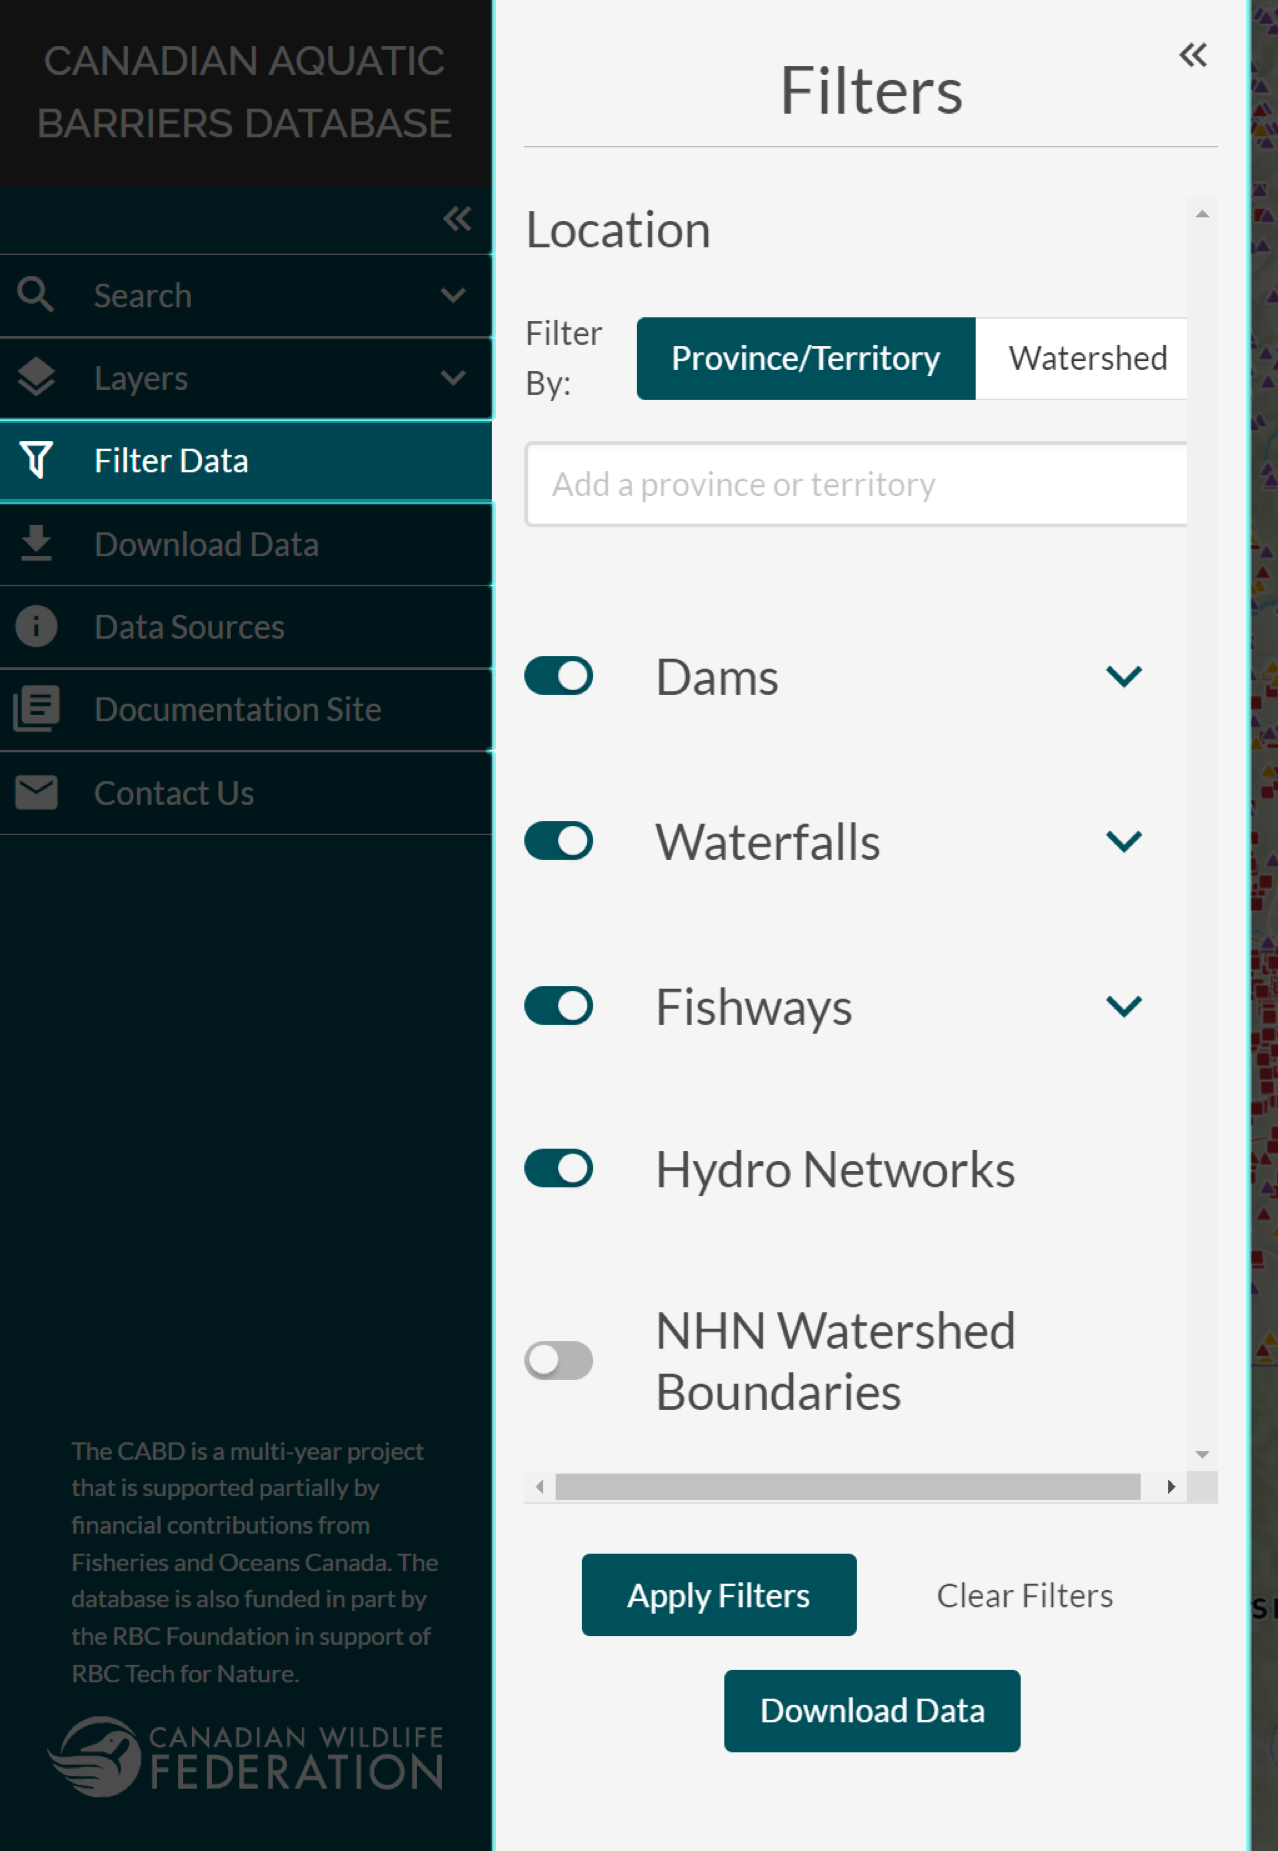 CANADIAN AQUATIC
BARRIERS DATABASE
Search
Layers
Filter Data
Download Data
Data Sources
Documentation Site
Contact Us
The CABD is a multi-year project
that is supported partially by
financial contributions from
Fisheries and Oceans Canada. The
database is also funded in part by
the RBC Foundation in support of
RBC Tech for Nature.
CANADIAN WILDLIFE
FEDERATION
Filters
Location
Filter
By:
Province/Territory
Watershed
Add a province or territory
Dams
Waterfalls
Fishways
Hydro Networks
NHN Watershed
Boundaries
Apply Filters
Clear Filters
Download Data